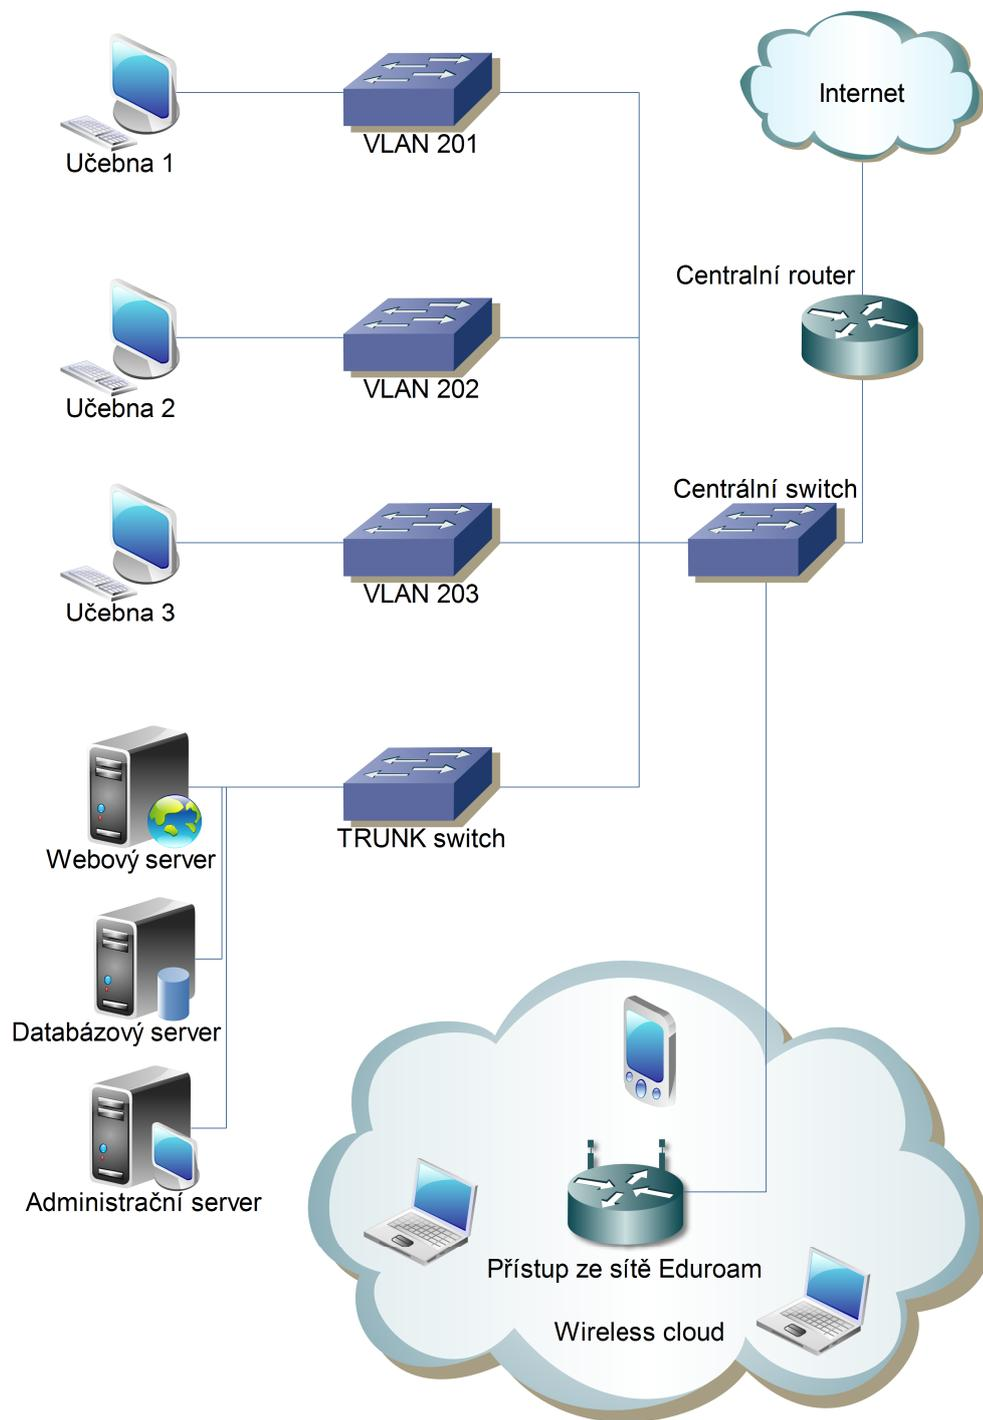 Internet
VLAN 201
Učebna 1
Centralní router
VLAN 202
Učebna 2
Centrální switch
VLAN 203
Učebna 3
TRUNK switch
Webový server
Databázový server
Administrační server
Přístup ze sítě Eduroam
Wireless cloud